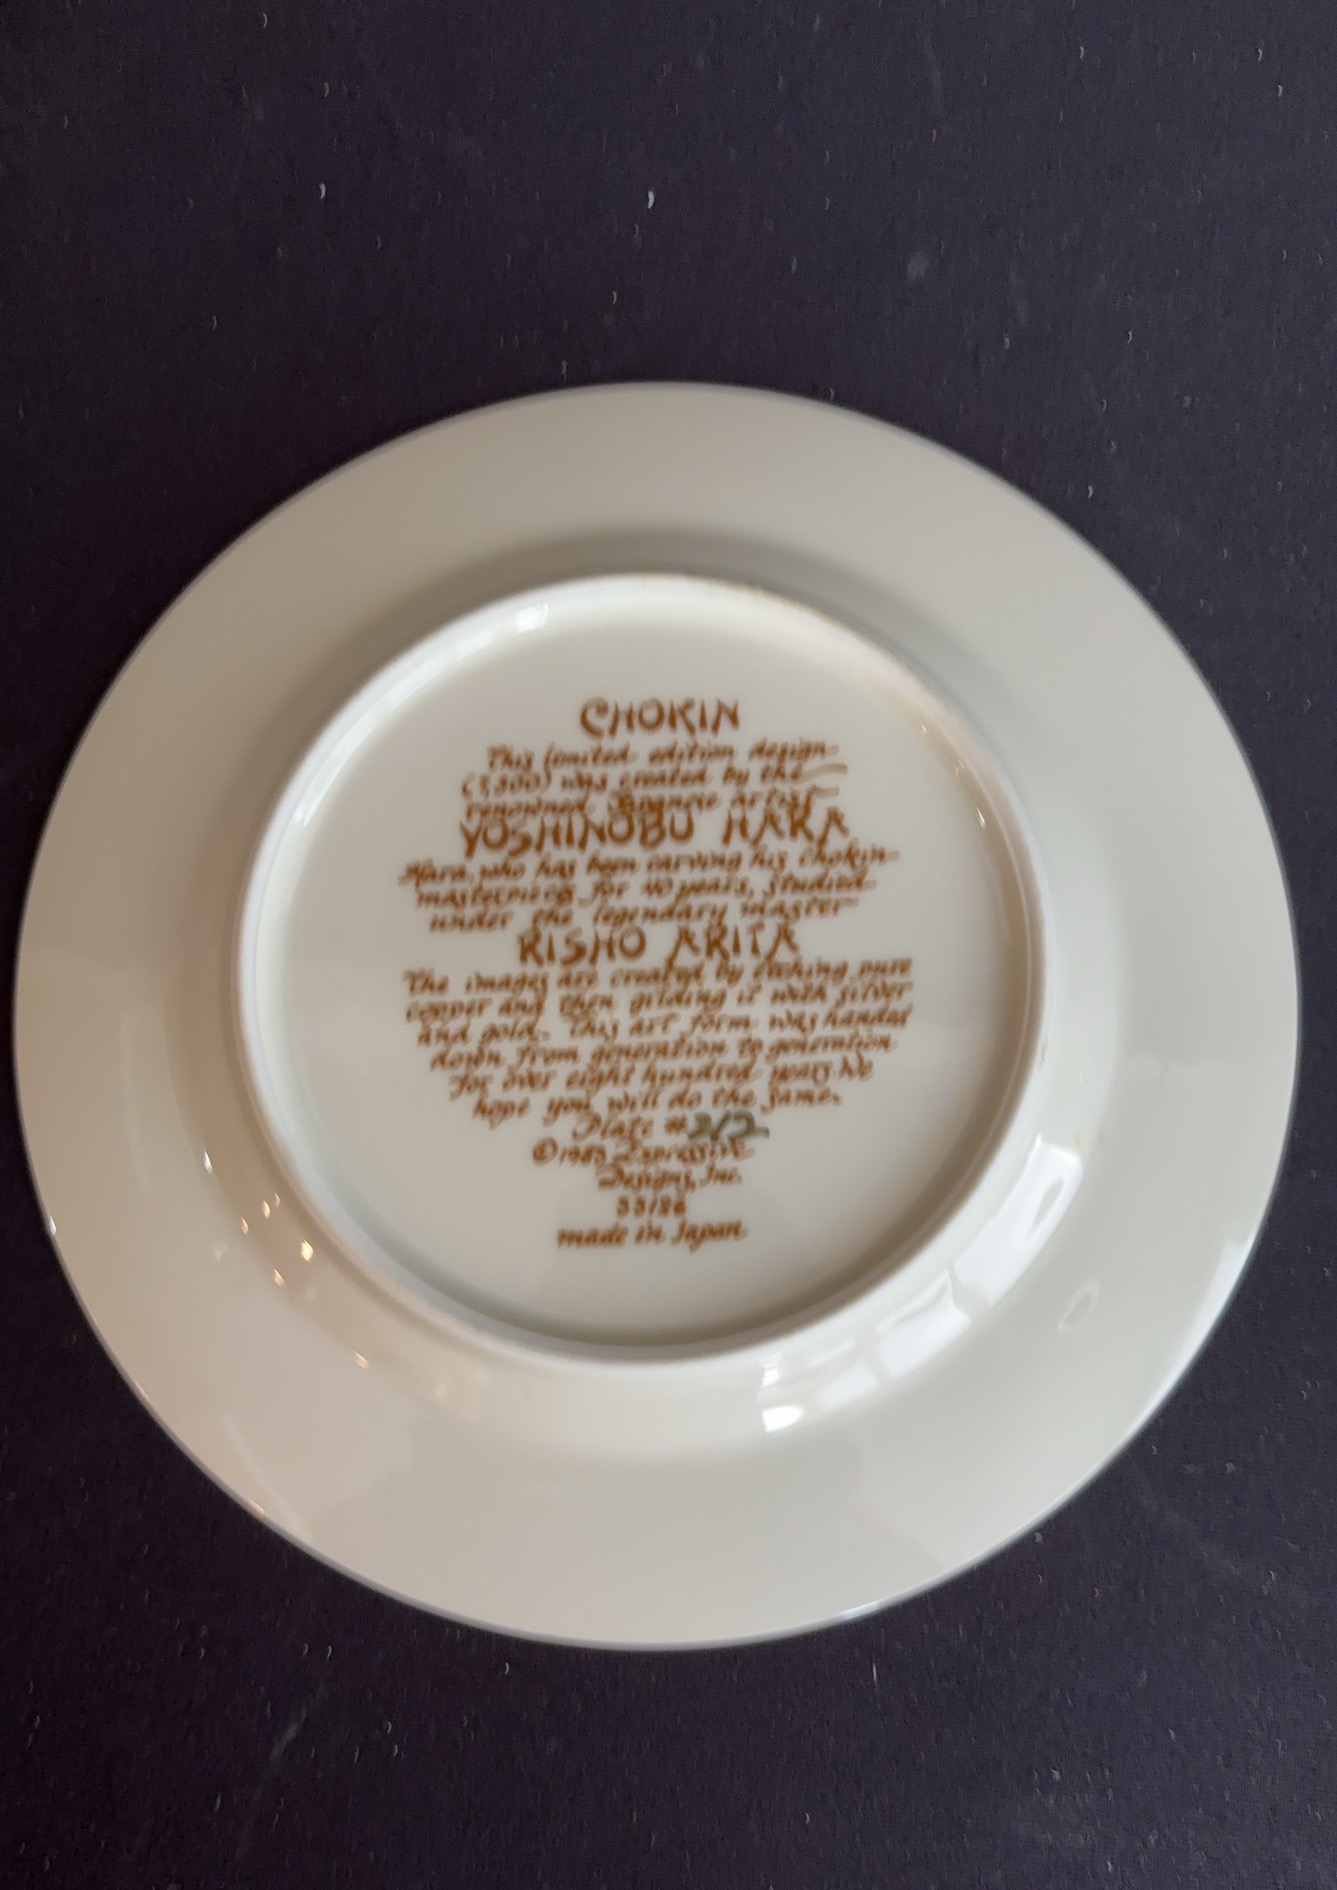 CHOKIN
This limited edition design
(7,500) was created by the
renowned Japanese artist
YOSHINOBU HARA
Hara, who has been carving his chokin
masterpieces for 40 years, studied
under the legendary master
RISHO ARITA
The images are created by etching pure
copper and then gilding it with silver
and gold. This art form was handed
down from generation to generation
for over eight hundred years. We
hope you will do the same.
Plate # 212
© Expressive
Designs, Inc.
made in Japan